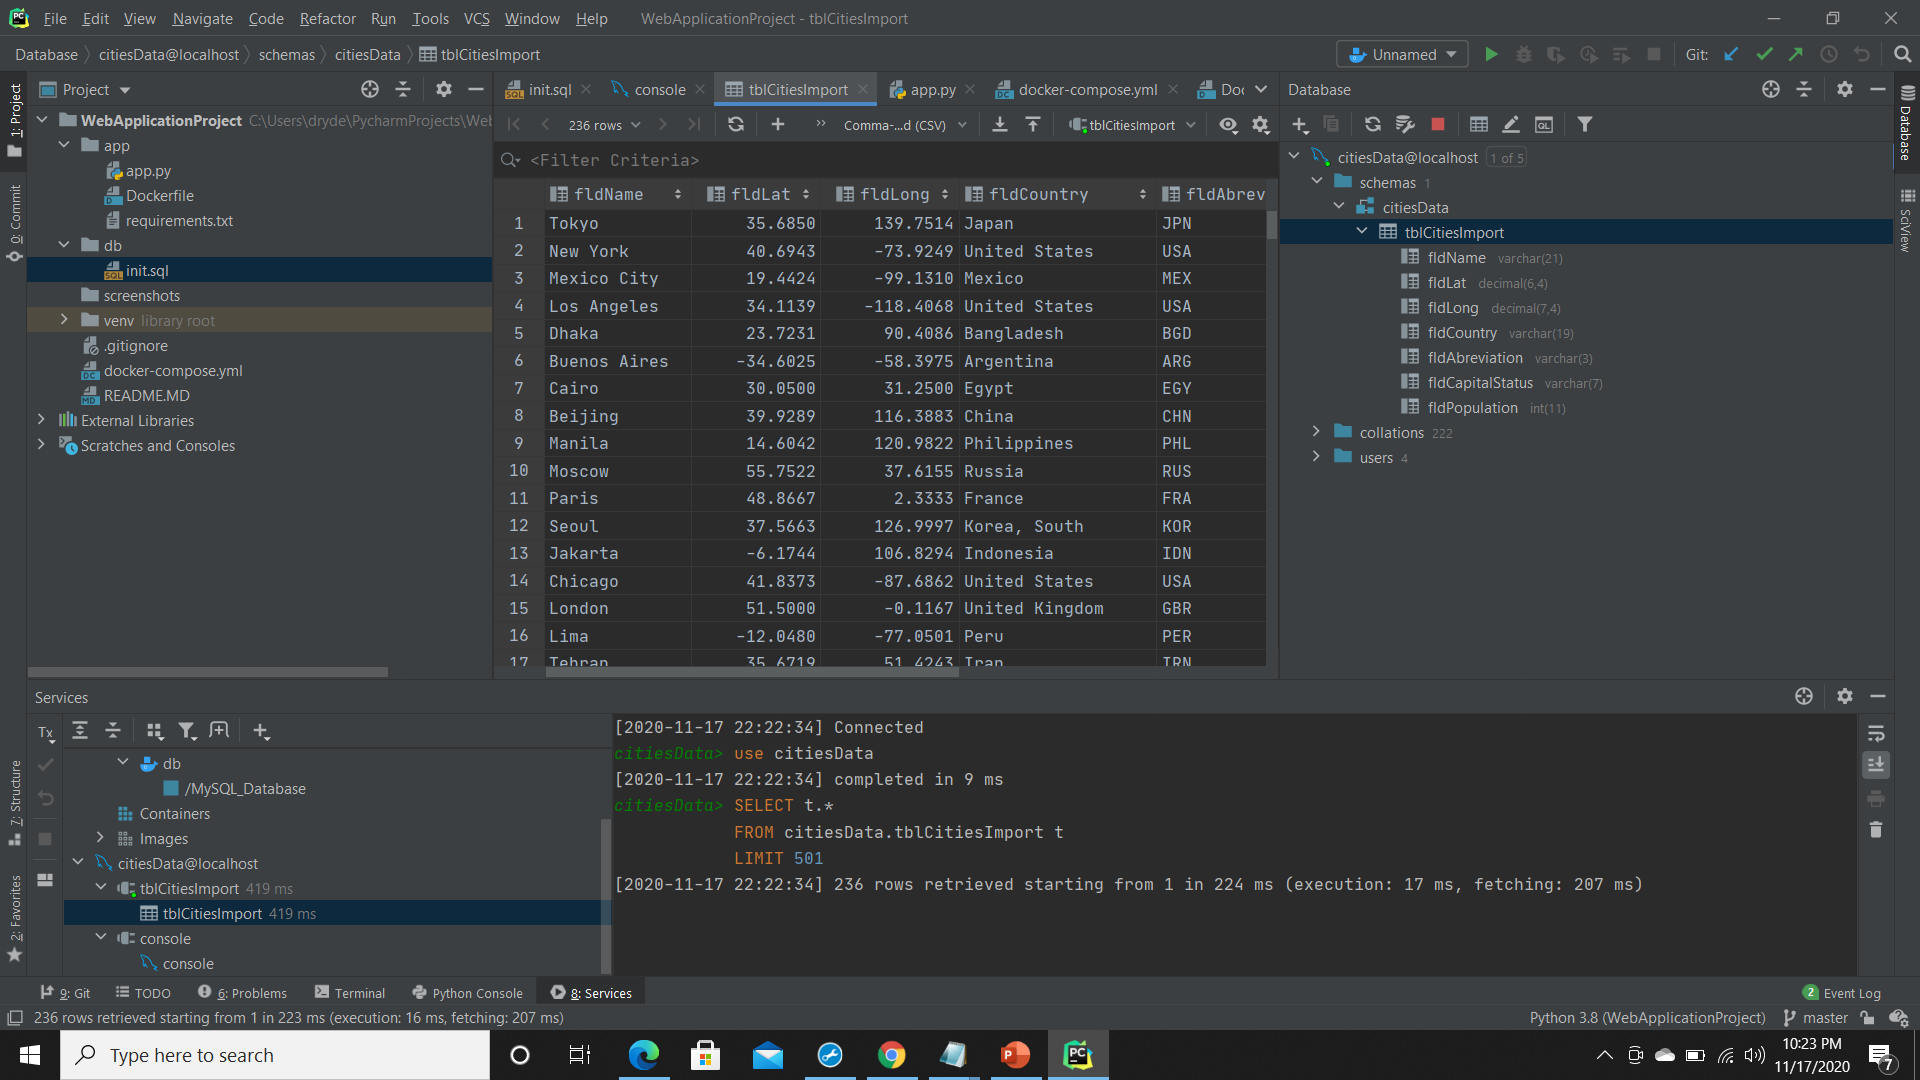 File Edit View Navigate Code Refactor Run Tools VCS Window Help WebApplicationProject - tblCitiesImport
Database citiesData@localhost schemas citiesData tblCitiesImport Unnamed Git:
1: Project
0: Commit
7: Structure
2: Favorites
Project
WebApplicationProject C:\Users\dryde\PycharmProjects\Wel
app
app.py
Dockerfile
requirements.txt
db
init.sql
screenshots
venv library root
.gitignore
docker-compose.yml
README.MD
External Libraries
Scratches and Consoles
init.sql console tblCitiesImport app.py docker-compose.yml Do
236 rows Comma-...d (CSV) tblCitiesImport
<Filter Criteria>
fldName fldLat fldLong fldCountry fldAbrev
1 Tokyo 35.6850 139.7514 Japan JPN
2 New York 40.6943 -73.9249 United States USA
3 Mexico City 19.4424 -99.1310 Mexico MEX
4 Los Angeles 34.1139 -118.4068 United States USA
5 Dhaka 23.7231 90.4086 Bangladesh BGD
6 Buenos Aires -34.6025 -58.3975 Argentina ARG
7 Cairo 30.0500 31.2500 Egypt EGY
8 Beijing 39.9289 116.3883 China CHN
9 Manila 14.6042 120.9822 Philippines PHL
10 Moscow 55.7522 37.6155 Russia RUS
11 Paris 48.8667 2.3333 France FRA
12 Seoul 37.5663 126.9997 Korea, South KOR
13 Jakarta -6.1744 106.8294 Indonesia IDN
14 Chicago 41.8373 -87.6862 United States USA
15 London 51.5000 -0.1167 United Kingdom GBR
16 Lima -12.0480 -77.0501 Peru PER
17 Tehran 35.6719 51.4243 Iran IRN
Database
citiesData@localhost 1 of 5
schemas 1
citiesData
tblCitiesImport
fldName varchar(21)
fldLat decimal(6,4)
fldLong decimal(7,4)
fldCountry varchar(19)
fldAbreviation varchar(3)
fldCapitalStatus varchar(7)
fldPopulation int(11)
collations 222
users 4
Database
SciView
Services
Tx
db
/MySQL_Database
Containers
Images
citiesData@localhost
tblCitiesImport 419 ms
tblCitiesImport 419 ms
console
console
[2020-11-17 22:22:34] Connected
citiesData> use citiesData
[2020-11-17 22:22:34] completed in 9 ms
citiesData> SELECT t.*
FROM citiesData.tblCitiesImport t
LIMIT 501
[2020-11-17 22:22:34] 236 rows retrieved starting from 1 in 224 ms (execution: 17 ms, fetching: 207 ms)
9: Git TODO 6: Problems Terminal Python Console 8: Services 2 Event Log
236 rows retrieved starting from 1 in 223 ms (execution: 16 ms, fetching: 207 ms) Python 3.8 (WebApplicationProject) master
Type here to search
10:23 PM
11/17/2020
7